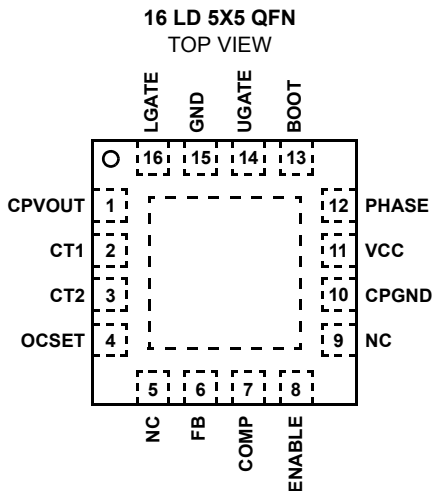 16 LD 5X5 QFN
TOP VIEW
LGATE
GND
UGATE
BOOT
16
15
14
13
CPVOUT 1
12 PHASE
CT1 2
11 VCC
CT2 3
10 CPGND
OCSET 4
9 NC
5
6
7
8
NC
FB
COMP
ENABLE